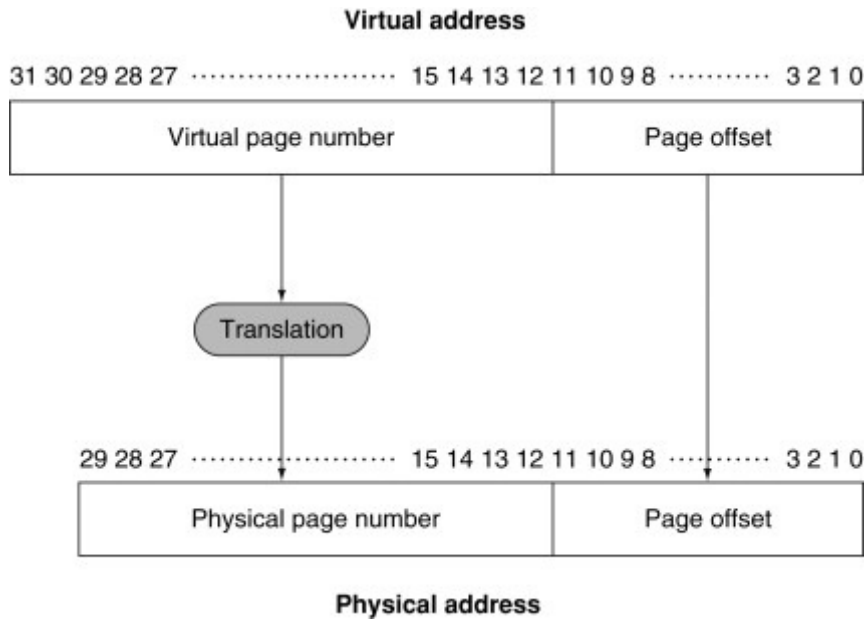 Virtual address
31 30 29 28 27 ······················ 15 14 13 12 11 10 9 8 ··········· 3 2 1 0
Virtual page number Page offset
Translation
29 28 27 ······················ 15 14 13 12 11 10 9 8 ··········· 3 2 1 0
Physical page number Page offset
Physical address